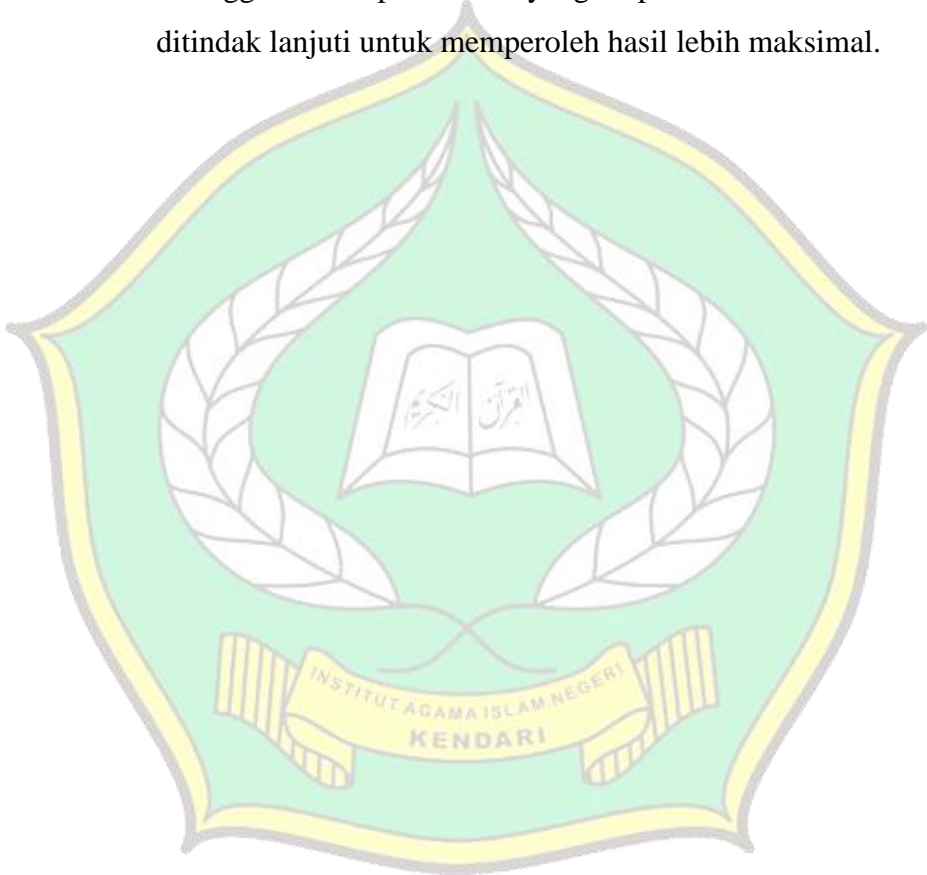 ditindak lanjuti untuk memperoleh hasil lebih maksimal.
القرآن الكريم
INSTITUT AGAMA ISLAM NEGERI
KENDARI